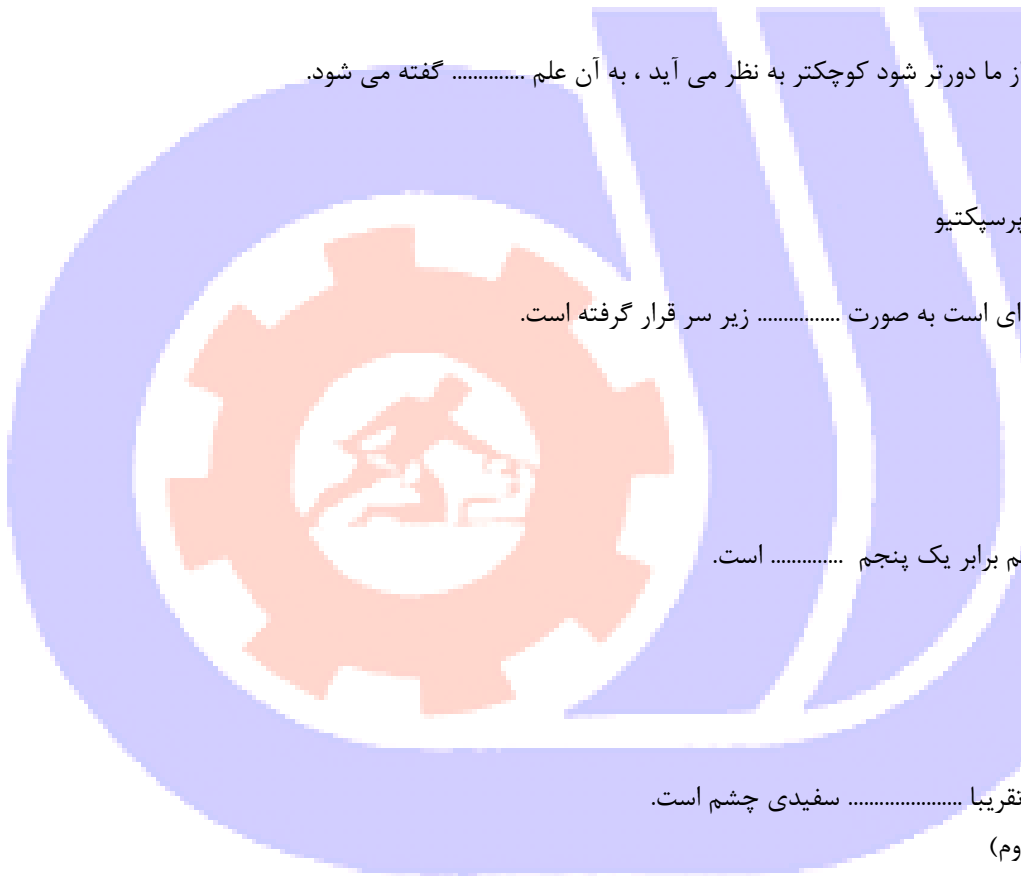 از ما دورتر شود کوچکتر به نظر می آید ، به آن علم ............. گفته می شود.
پرسپکتیو
ای است به صورت ............... زیر سر قرار گرفته است.
م برابر یک پنجم ............. است.
تقریبا ..................... سفیدی چشم است.
وم)